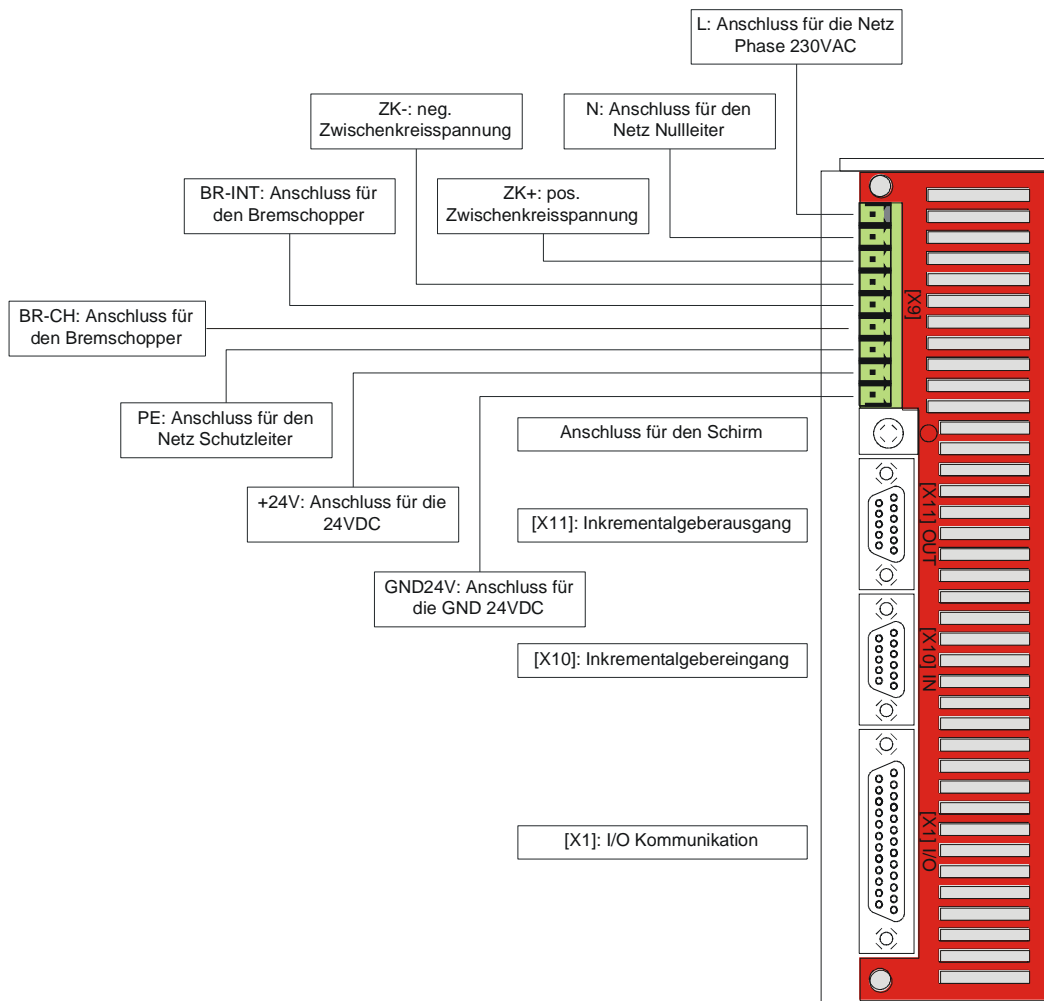 L: Anschluss für die Netz
Phase 230VAC
ZK-: neg.
Zwischenkreisspannung
N: Anschluss für den
Netz Nullleiter
BR-INT: Anschluss für
den Bremschopper
ZK+: pos.
Zwischenkreisspannung
BR-CH: Anschluss für
den Bremschopper
PE: Anschluss für den
Netz Schutzleiter
Anschluss für den Schirm
+24V: Anschluss für die
24VDC
[X11]: Inkrementalgeberausgang
GND24V: Anschluss für
die GND 24VDC
[X10]: Inkrementalgebereingang
[X1]: I/O Kommunikation
[X9]
[X11] OUT
[X10] IN
[X1] I/O